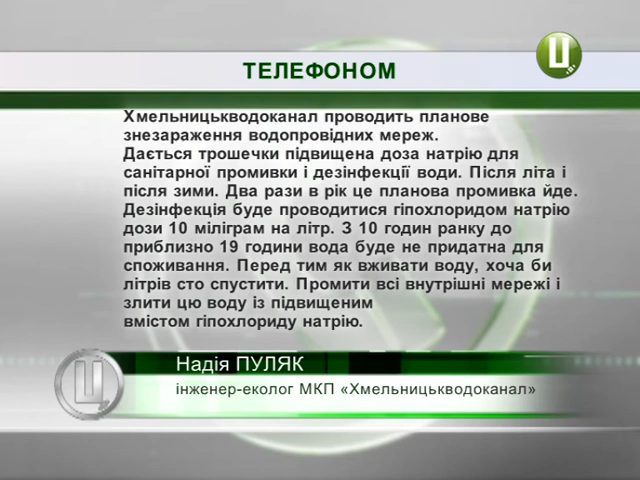 ТЕЛЕФОНОМ
Ц
Хмельницькводоканал проводить планове
знезараження водопровідних мереж.
Дається трошечки підвищена доза натрію для
санітарної промивки і дезінфекції води. Після літа і
після зими. Два рази в рік це планова промивка йде.
Дезінфекція буде проводитися гіпохлоридом натрію
дози 10 міліграм на літр. З 10 годин ранку до
приблизно 19 години вода буде не придатна для
споживання. Перед тим як вживати воду, хоча би
літрів сто спустити. Промити всі внутрішні мережі і
злити цю воду із підвищеним
вмістом гіпохлориду натрію.
Ц
Надія ПУЛЯК
інженер-еколог МКП «Хмельницькводоканал»